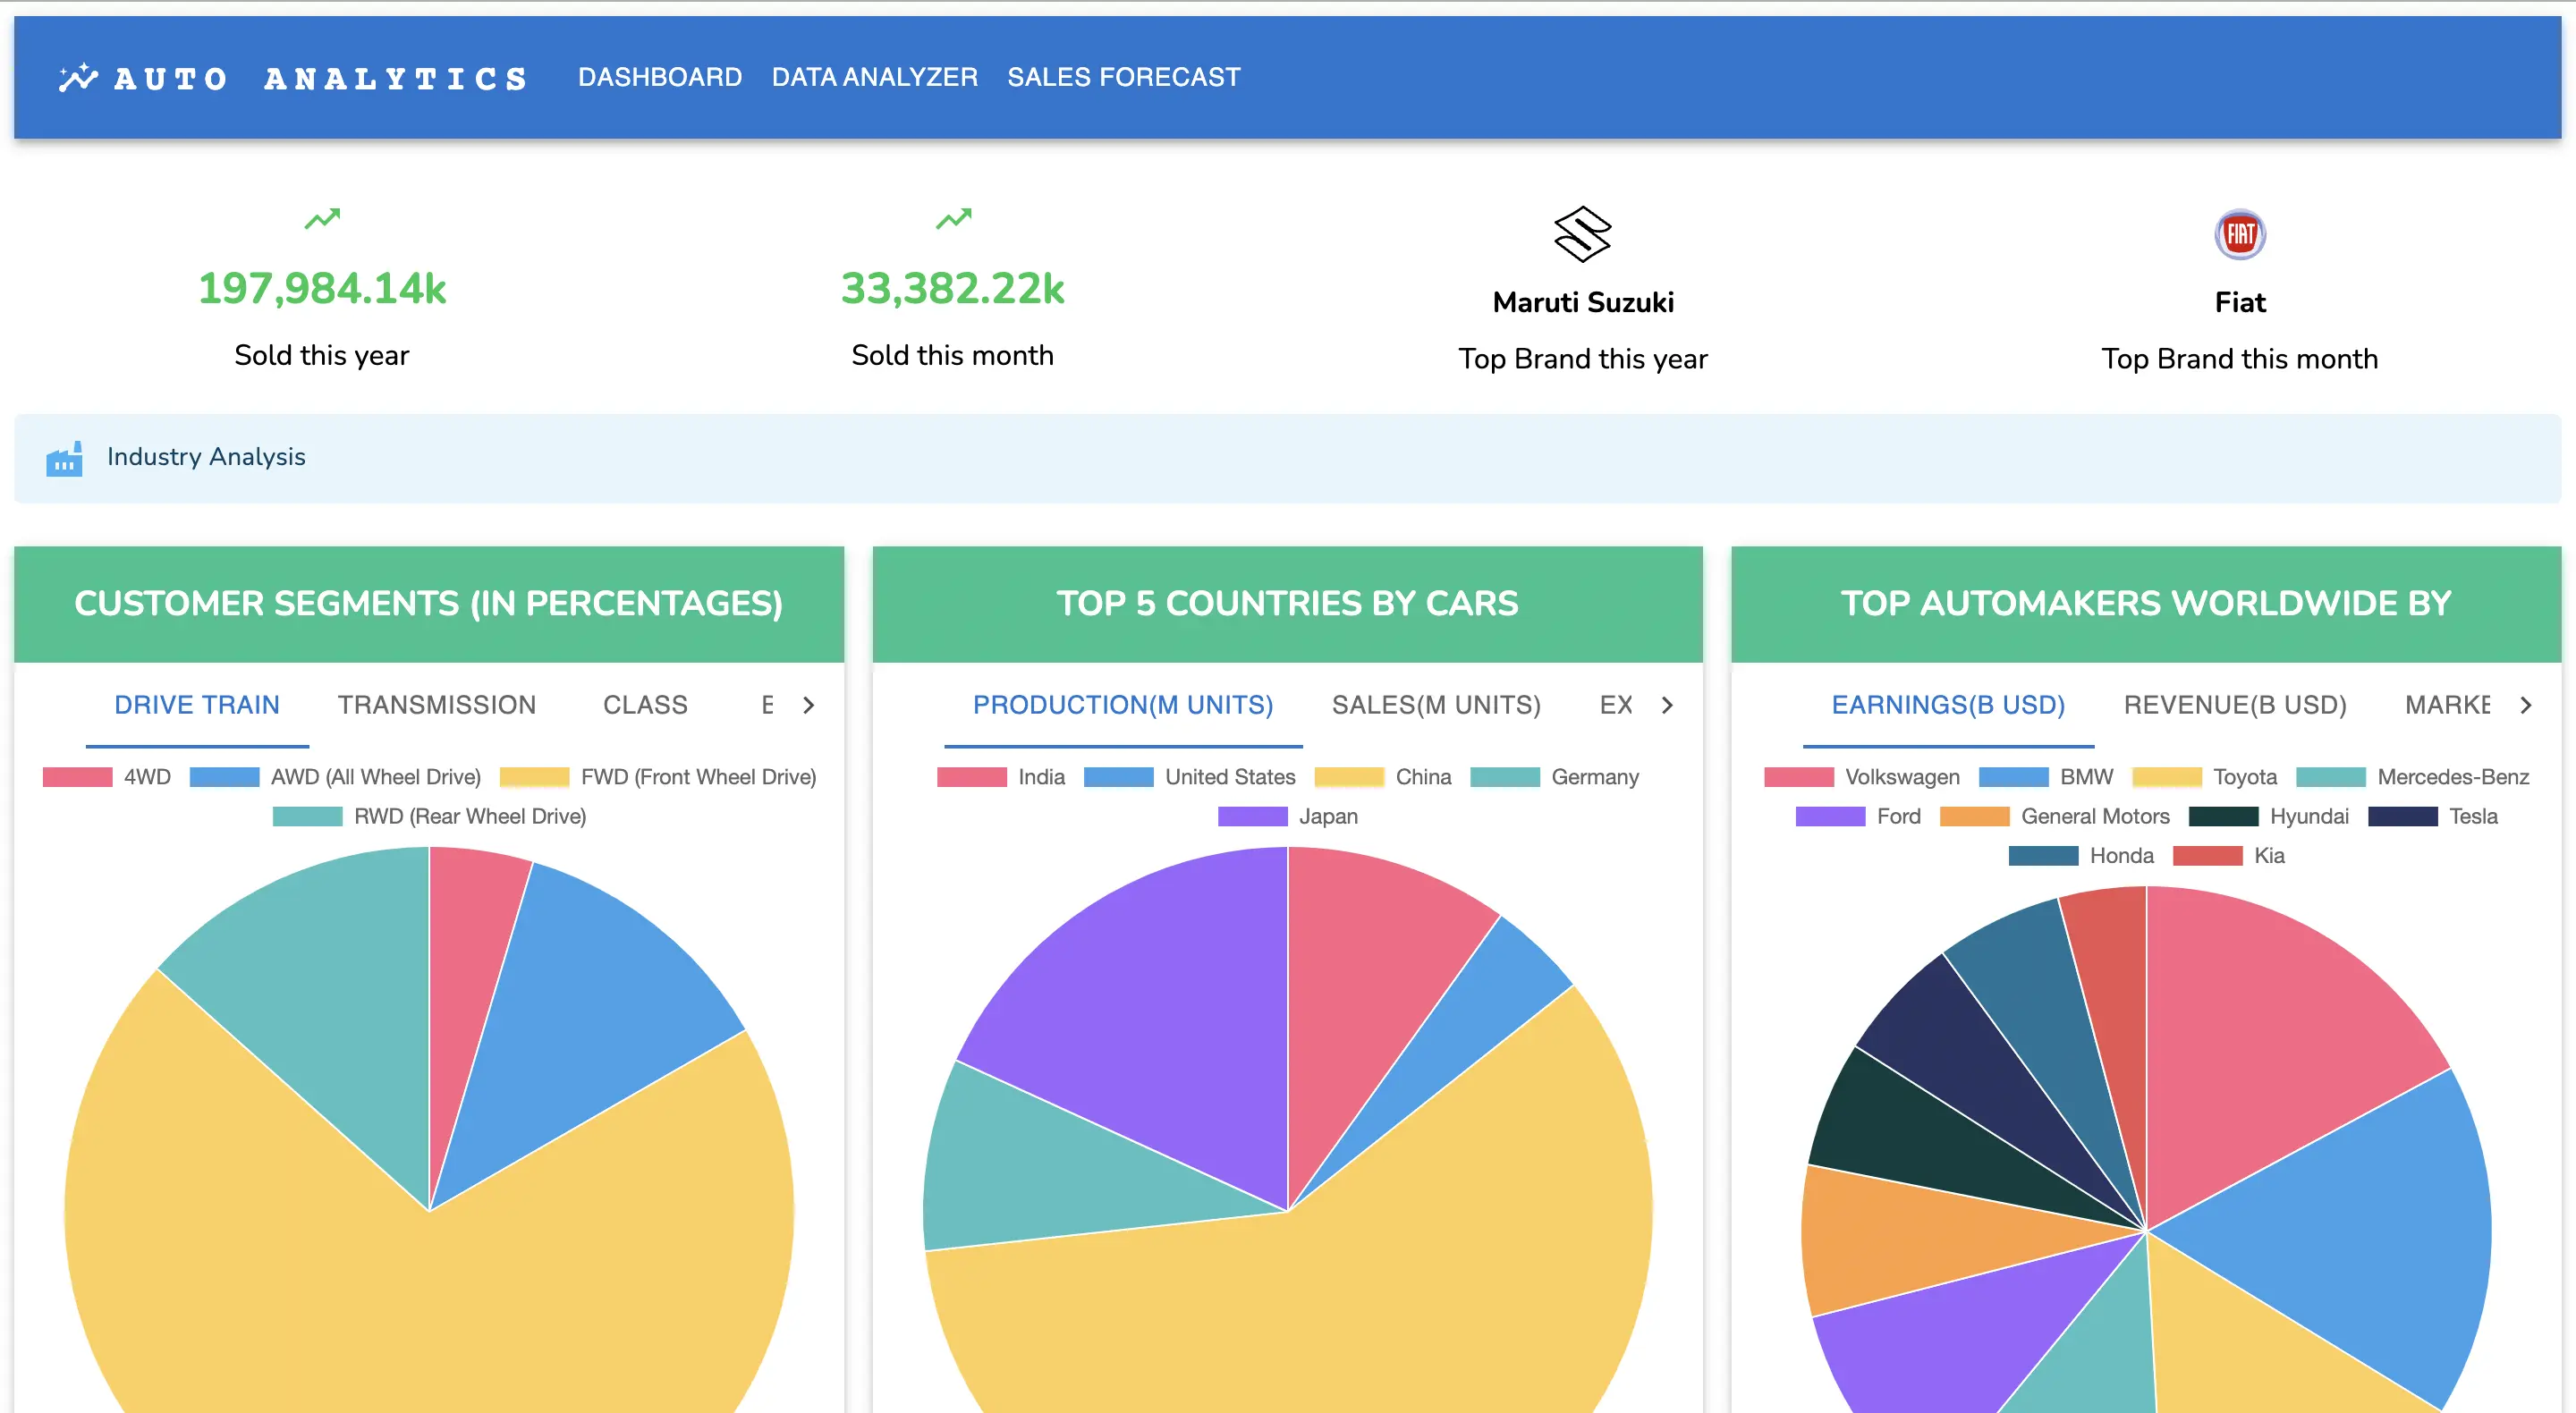 AUTO ANALYTICS DASHBOARD DATA ANALYZER SALES FORECAST
197,984.14k
Sold this year
33,382.22k
Sold this month
Maruti Suzuki
Top Brand this year
FIAT
Fiat
Top Brand this month
Industry Analysis
CUSTOMER SEGMENTS (IN PERCENTAGES)
DRIVE TRAIN TRANSMISSION CLASS E
4WD AWD (All Wheel Drive) FWD (Front Wheel Drive)
RWD (Rear Wheel Drive)
TOP 5 COUNTRIES BY CARS
PRODUCTION(M UNITS) SALES(M UNITS) EX
India United States China Germany
Japan
TOP AUTOMAKERS WORLDWIDE BY
EARNINGS(B USD) REVENUE(B USD) MARKE
Volkswagen BMW Toyota Mercedes-Benz
Ford General Motors Hyundai Tesla
Honda Kia